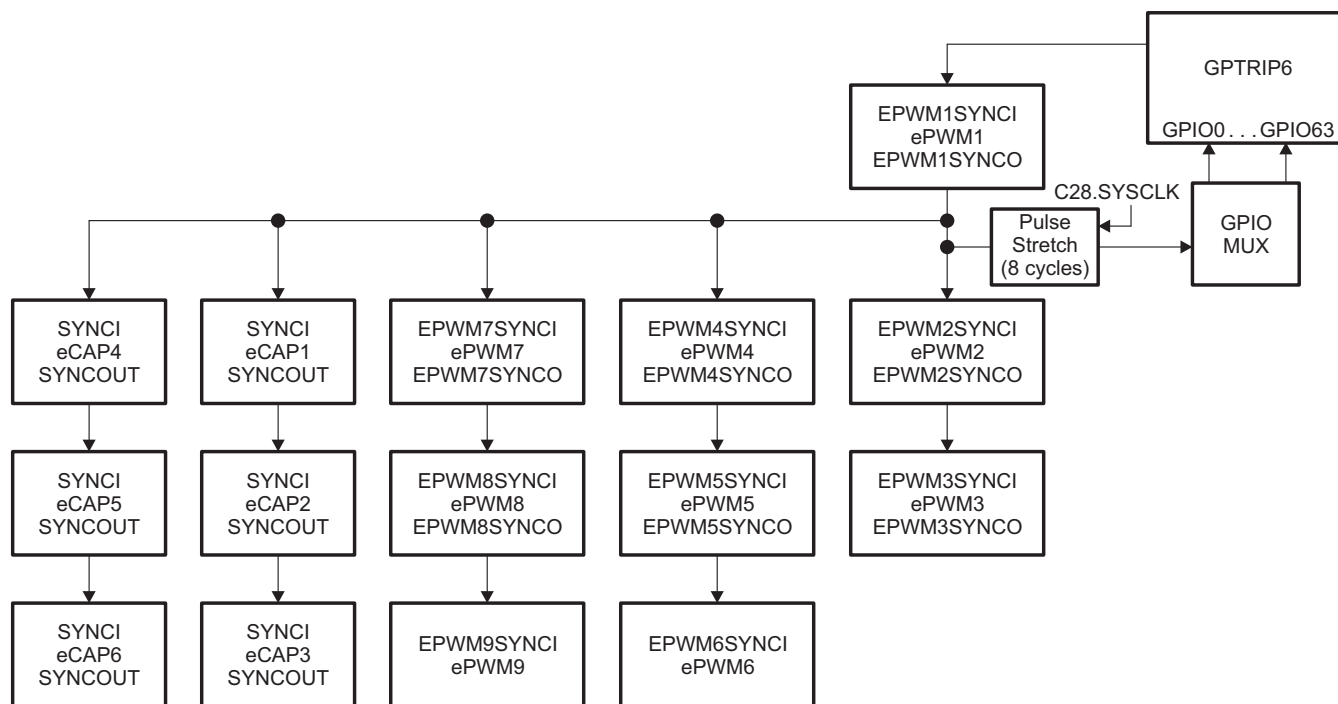 GPTRIP6
GPIO0 . . . GPIO63
EPWM1SYNCI
ePWM1
EPWM1SYNCO
C28.SYSCLK
Pulse
Stretch
(8 cycles)
GPIO
MUX
SYNCI
eCAP4
SYNCOUT
SYNCI
eCAP1
SYNCOUT
EPWM7SYNCI
ePWM7
EPWM7SYNCO
EPWM4SYNCI
ePWM4
EPWM4SYNCO
EPWM2SYNCI
ePWM2
EPWM2SYNCO
SYNCI
eCAP5
SYNCOUT
SYNCI
eCAP2
SYNCOUT
EPWM8SYNCI
ePWM8
EPWM8SYNCO
EPWM5SYNCI
ePWM5
EPWM5SYNCO
EPWM3SYNCI
ePWM3
EPWM3SYNCO
SYNCI
eCAP6
SYNCOUT
SYNCI
eCAP3
SYNCOUT
EPWM9SYNCI
ePWM9
EPWM6SYNCI
ePWM6